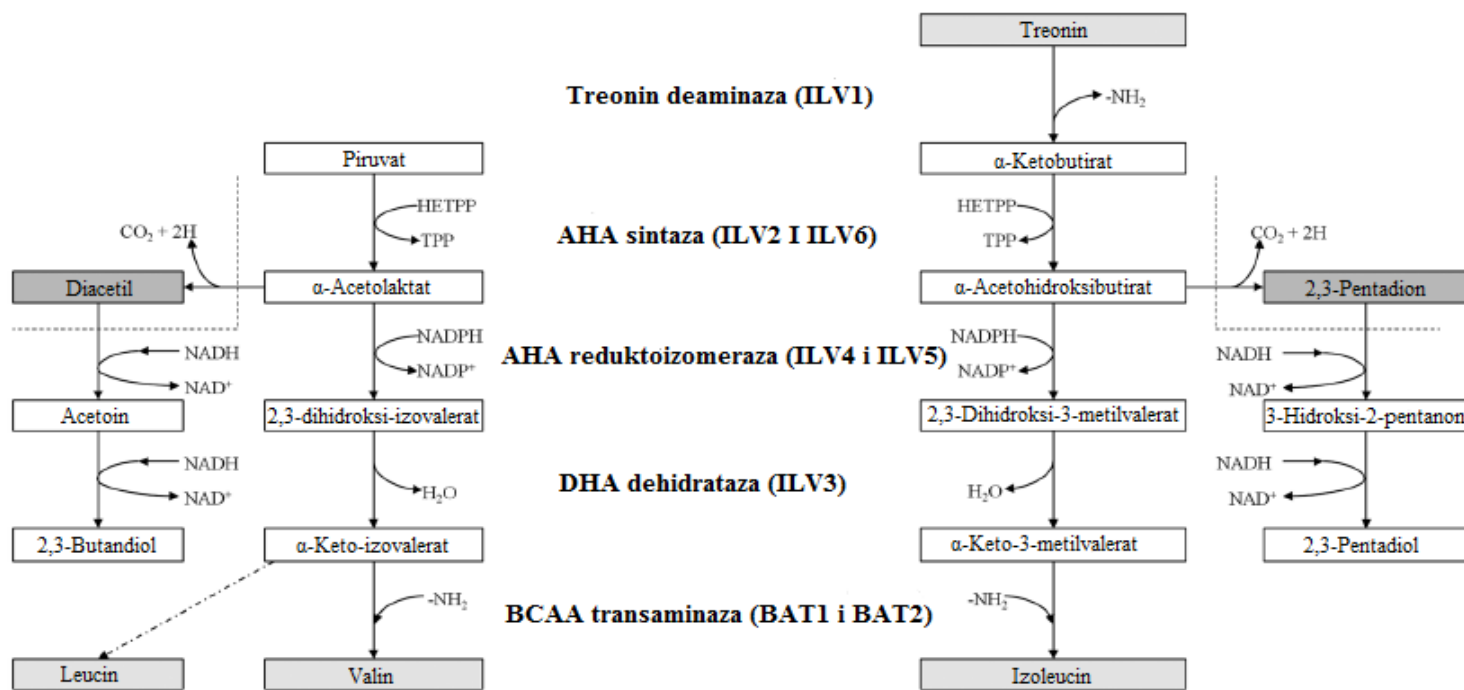 Treonin
Treonin deaminaza (ILV1)
-NH₂
Piruvat
α-Ketobutirat
HETPP
HETPP
CO₂ + 2H
AHA sintaza (ILV2 I ILV6)
CO₂ + 2H
TPP
TPP
Diacetil
α-Acetolaktat
α-Acetohidroksibutirat
2,3-Pentadion
NADPH
NADPH
NADH
AHA reduktoizomeraza (ILV4 i ILV5)
NADH
NADP⁺
NADP⁺
NAD⁺
NAD⁺
Acetoin
2,3-dihidroksi-izovalerat
2,3-Dihidroksi-3-metilvalerat
3-Hidroksi-2-pentanon
NADH
NADH
DHA dehidrataza (ILV3)
NAD⁺
H₂O
H₂O
NAD⁺
2,3-Butandiol
α-Keto-izovalerat
α-Keto-3-metilvalerat
2,3-Pentadiol
-NH₂
-NH₂
BCAA transaminaza (BAT1 i BAT2)
Leucin
Valin
Izoleucin